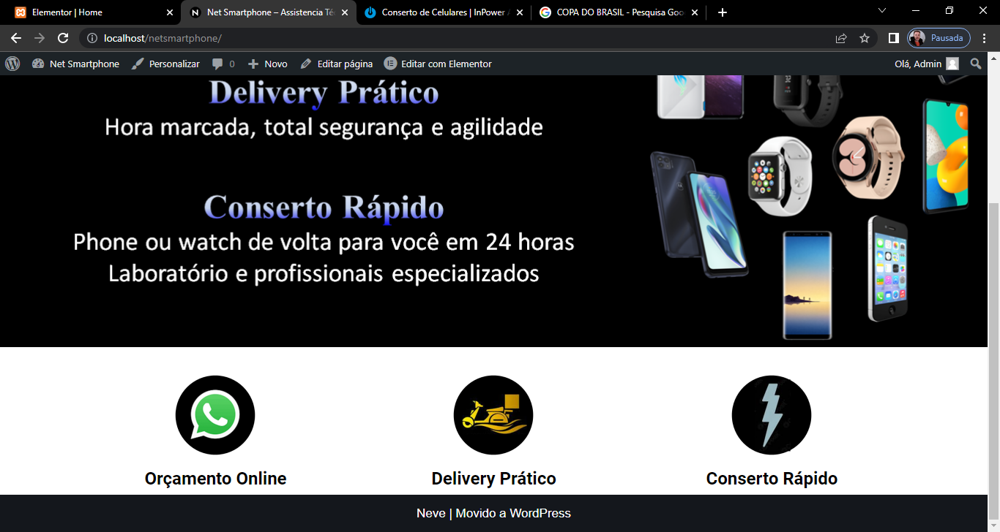 Elementor | Home
Net Smartphone – Assistencia Té
Conserto de Celulares | InPower
COPA DO BRASIL - Pesquisa Goo
localhost/netsmartphone/
Pausada
Net Smartphone
Personalizar
0
Novo
Editar página
Editar com Elementor
Olá, Admin
Delivery Prático
Hora marcada, total segurança e agilidade
Conserto Rápido
Phone ou watch de volta para você em 24 horas
Laboratório e profissionais especializados
Orçamento Online
Delivery Prático
Conserto Rápido
Neve | Movido a WordPress